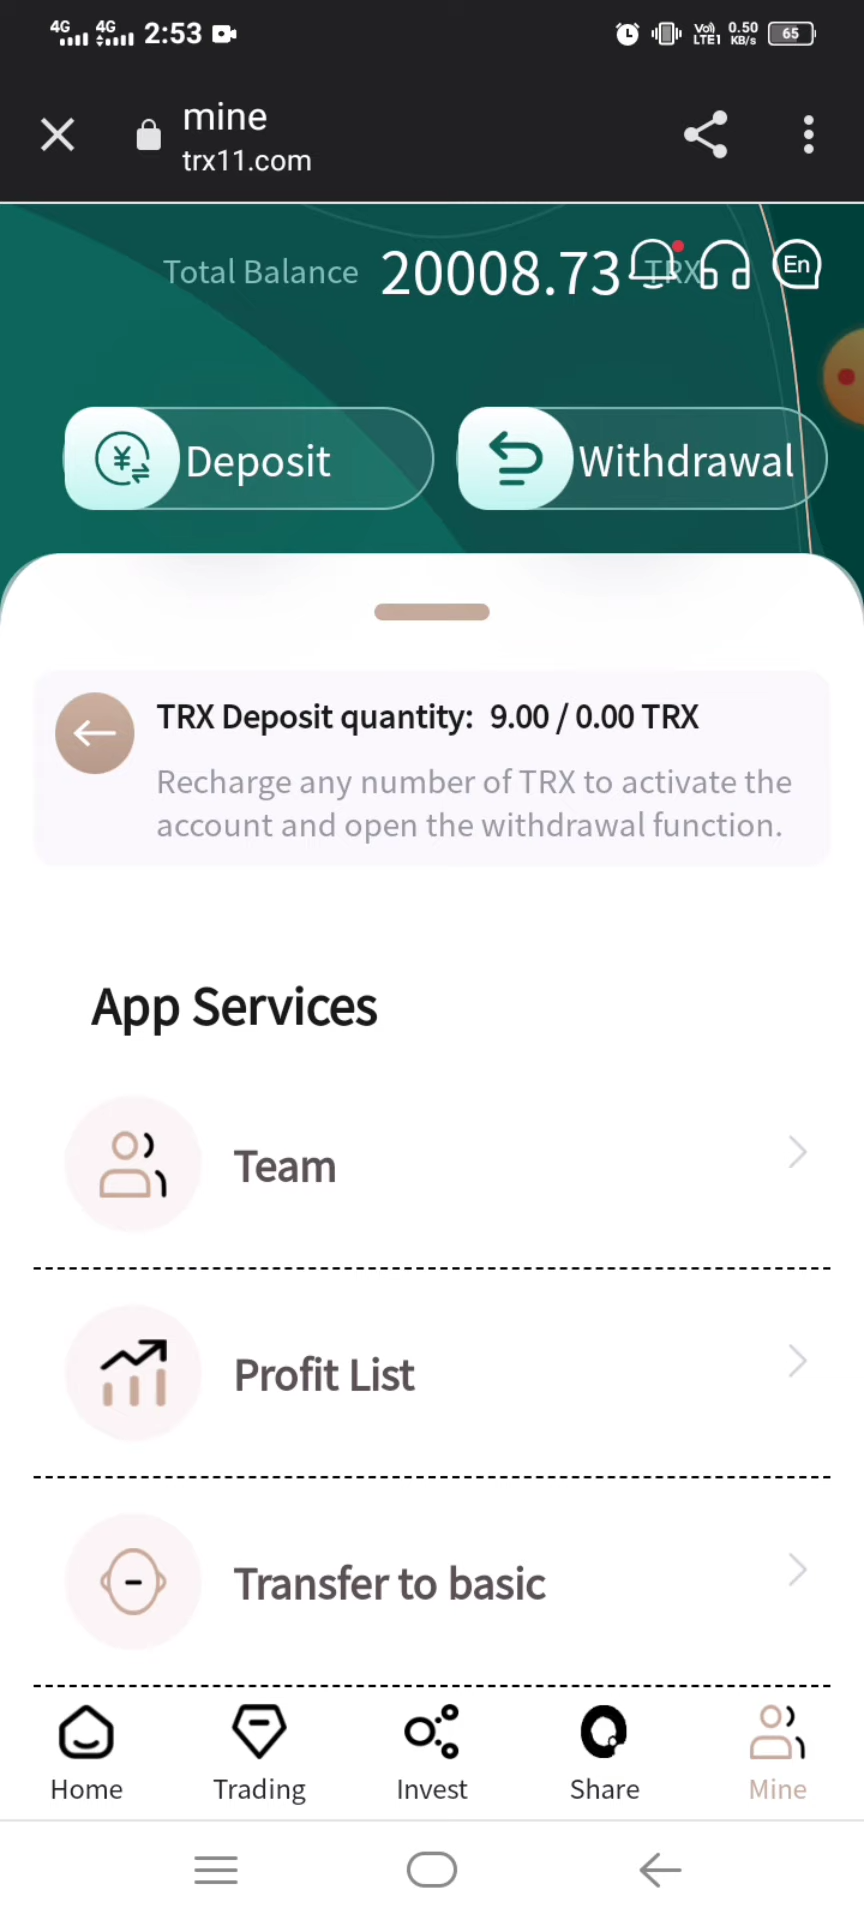 4G 4G 2:53 Vo) LTE1 0.50 KB/s 65
mine
trx11.com
Total Balance 20008.73 TRX En
¥ Deposit Withdrawal
TRX Deposit quantity: 9.00 / 0.00 TRX
Recharge any number of TRX to activate the
account and open the withdrawal function.
App Services
Team
Profit List
Transfer to basic
Home Trading Invest Share Mine